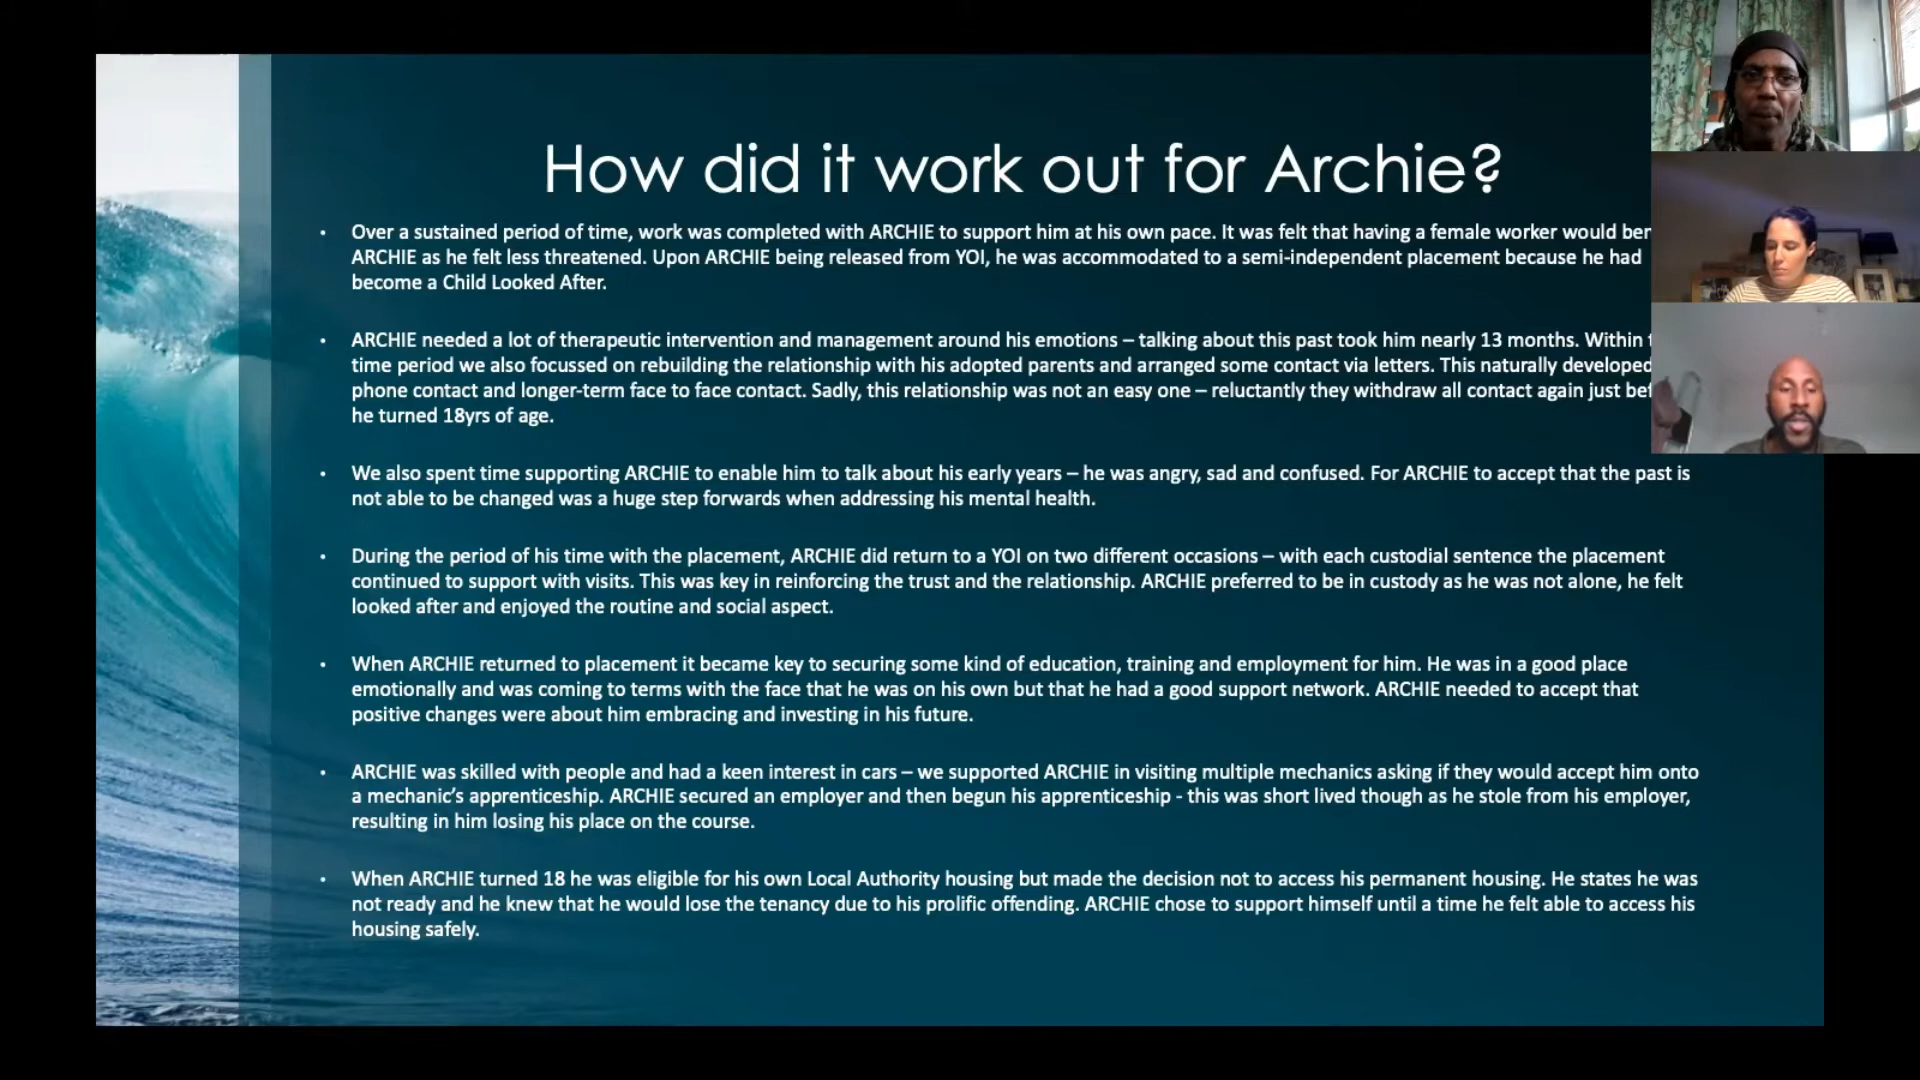 How did it work out for Archie?
• Over a sustained period of time, work was completed with ARCHIE to support him at his own pace. It was felt that having a female worker would
ARCHIE as he felt less threatened. Upon ARCHIE being released from YOI, he was accommodated to a semi-independent placement because he had
become a Child Looked After.
• ARCHIE needed a lot of therapeutic intervention and management around his emotions – talking about this past took him nearly 13 months. Within
time period we also focussed on rebuilding the relationship with his adopted parents and arranged some contact via letters. This naturally developed
phone contact and longer-term face to face contact. Sadly, this relationship was not an easy one – reluctantly they withdraw all contact again just
he turned 18yrs of age.
• We also spent time supporting ARCHIE to enable him to talk about his early years – he was angry, sad and confused. For ARCHIE to accept that the past is
not able to be changed was a huge step forwards when addressing his mental health.
• During the period of his time with the placement, ARCHIE did return to a YOI on two different occasions – with each custodial sentence the placement
continued to support with visits. This was key in reinforcing the trust and the relationship. ARCHIE preferred to be in custody as he was not alone, he felt
looked after and enjoyed the routine and social aspect.
• When ARCHIE returned to placement it became key to securing some kind of education, training and employment for him. He was in a good place
emotionally and was coming to terms with the face that he was on his own but that he had a good support network. ARCHIE needed to accept that
positive changes were about him embracing and investing in his future.
• ARCHIE was skilled with people and had a keen interest in cars – we supported ARCHIE in visiting multiple mechanics asking if they would accept him onto
a mechanic's apprenticeship. ARCHIE secured an employer and then begun his apprenticeship - this was short lived though as he stole from his employer,
resulting in him losing his place on the course.
• When ARCHIE turned 18 he was eligible for his own Local Authority housing but made the decision not to access his permanent housing. He states he was
not ready and he knew that he would lose the tenancy due to his prolific offending. ARCHIE chose to support himself until a time he felt able to access his
housing safely.